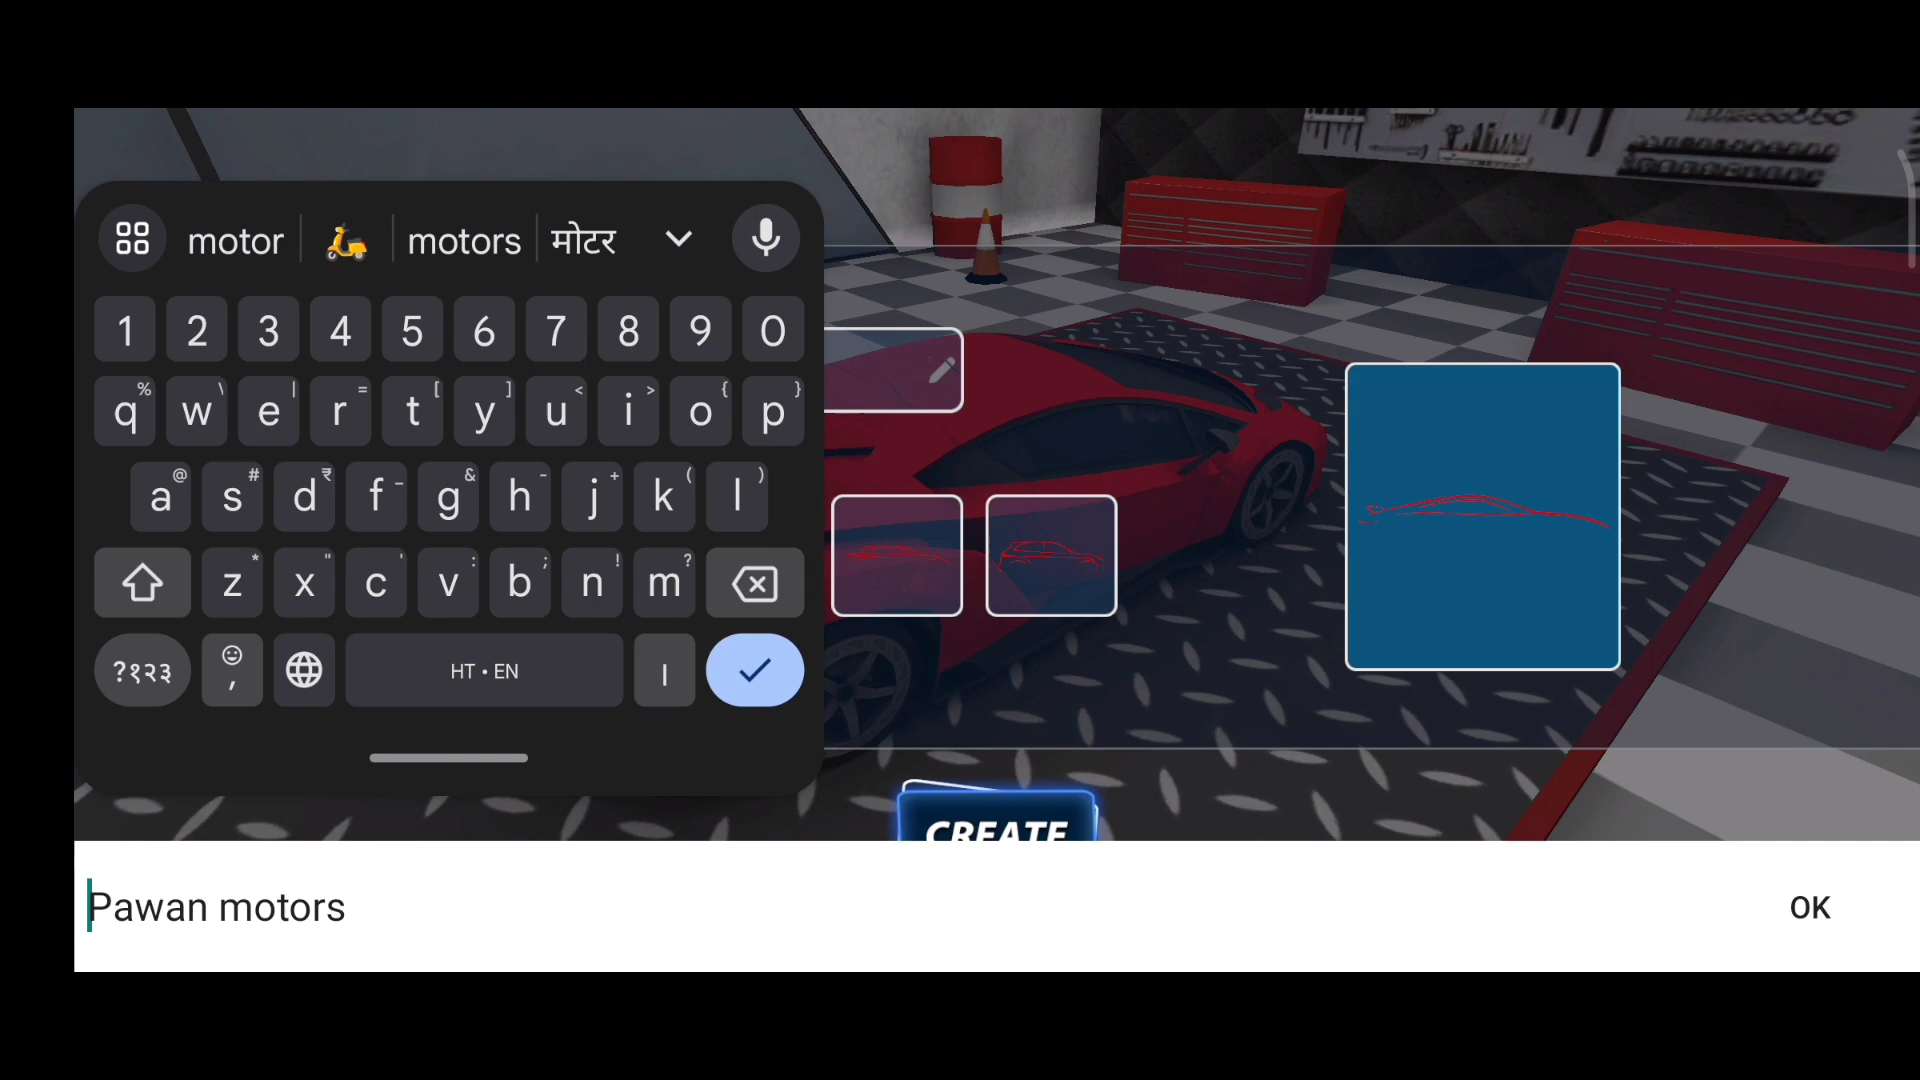 motor 🛵 motors मोटर
1 2 3 4 5 6 7 8 9 0
% \ | = [ ] < > { }
q w e r t y u i o p
@ # ₹ _ & - + ( )
a s d f g h j k l
* " ' : ; ! ?
z x c v b n m
?१२३ , HT • EN ।
CREATE
Pawan motors OK